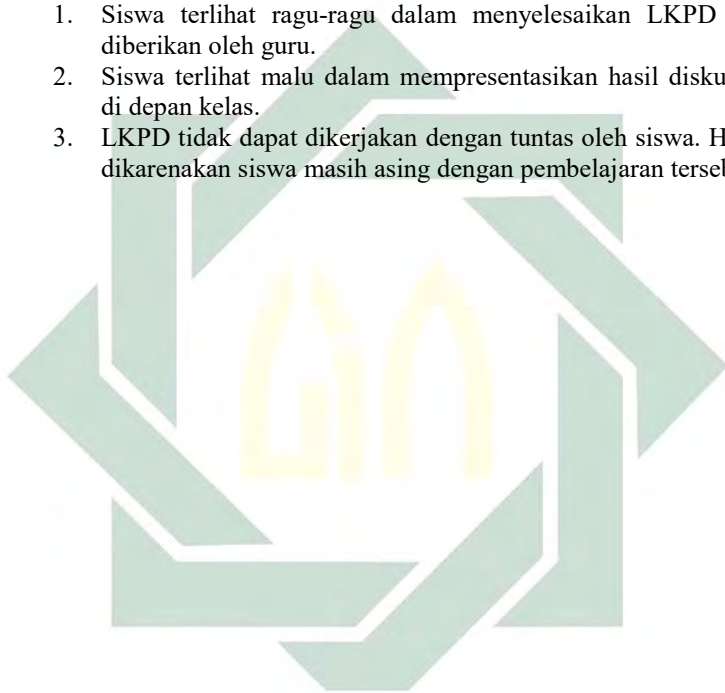 1. Siswa terlihat ragu-ragu dalam menyelesaikan LKPD
diberikan oleh guru.
2. Siswa terlihat malu dalam mempresentasikan hasil disku
di depan kelas.
3. LKPD tidak dapat dikerjakan dengan tuntas oleh siswa. H
dikarenakan siswa masih asing dengan pembelajaran terseb